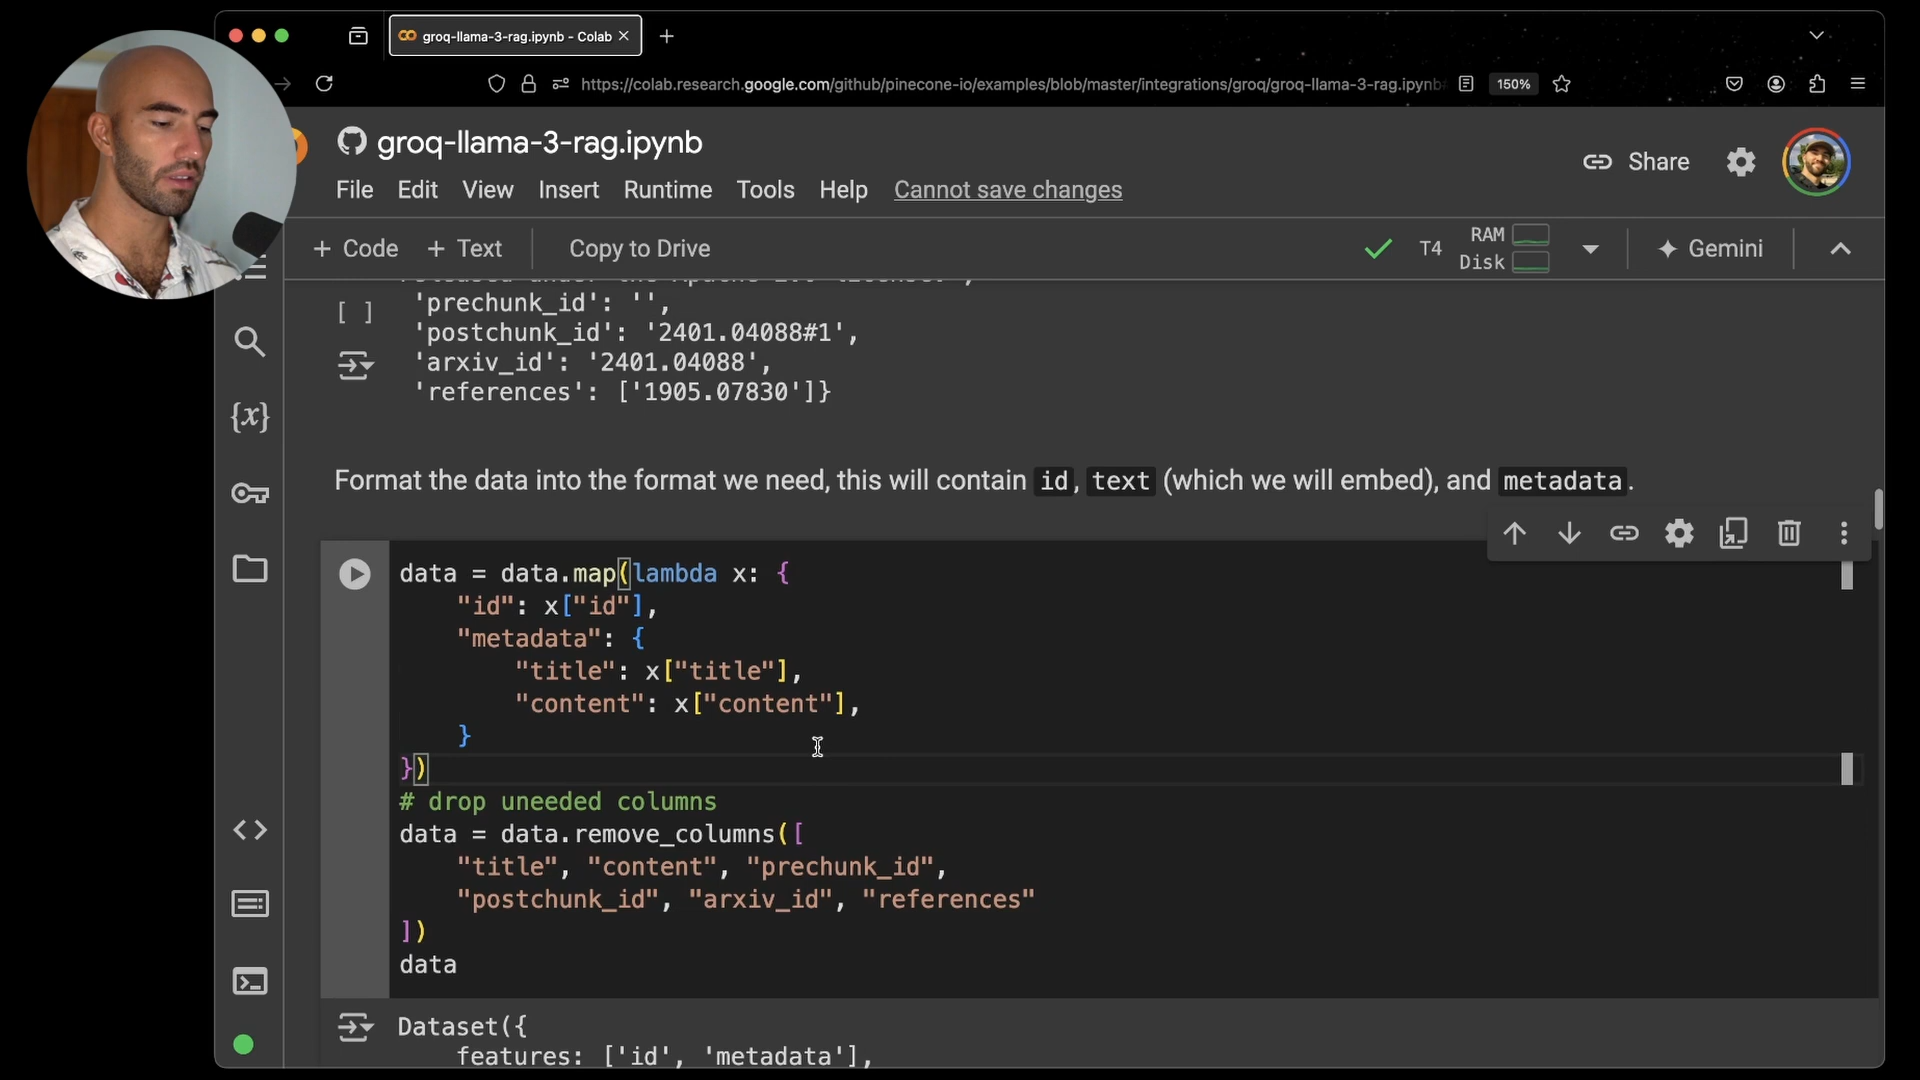 groq-llama-3-rag.ipynb - Colab
https://colab.research.google.com/github/pinecone-io/examples/blob/master/integrations/groq/groq-llama-3-rag.ipynb
150%
groq-llama-3-rag.ipynb
Share
File Edit View Insert Runtime Tools Help Cannot save changes
+ Code + Text Copy to Drive T4 RAM Disk Gemini
'prechunk_id': '',
[ ]
'postchunk_id': '2401.04088#1',
'arxiv_id': '2401.04088',
'references': ['1905.07830']}
{x}
Format the data into the format we need, this will contain id, text (which we will embed), and metadata.
data = data.map(lambda x: {
"id": x["id"],
"metadata": {
"title": x["title"],
"content": x["content"],
}
})
# drop uneeded columns
data = data.remove_columns([
"title", "content", "prechunk_id",
"postchunk_id", "arxiv_id", "references"
])
data
Dataset({
features: ['id', 'metadata'],